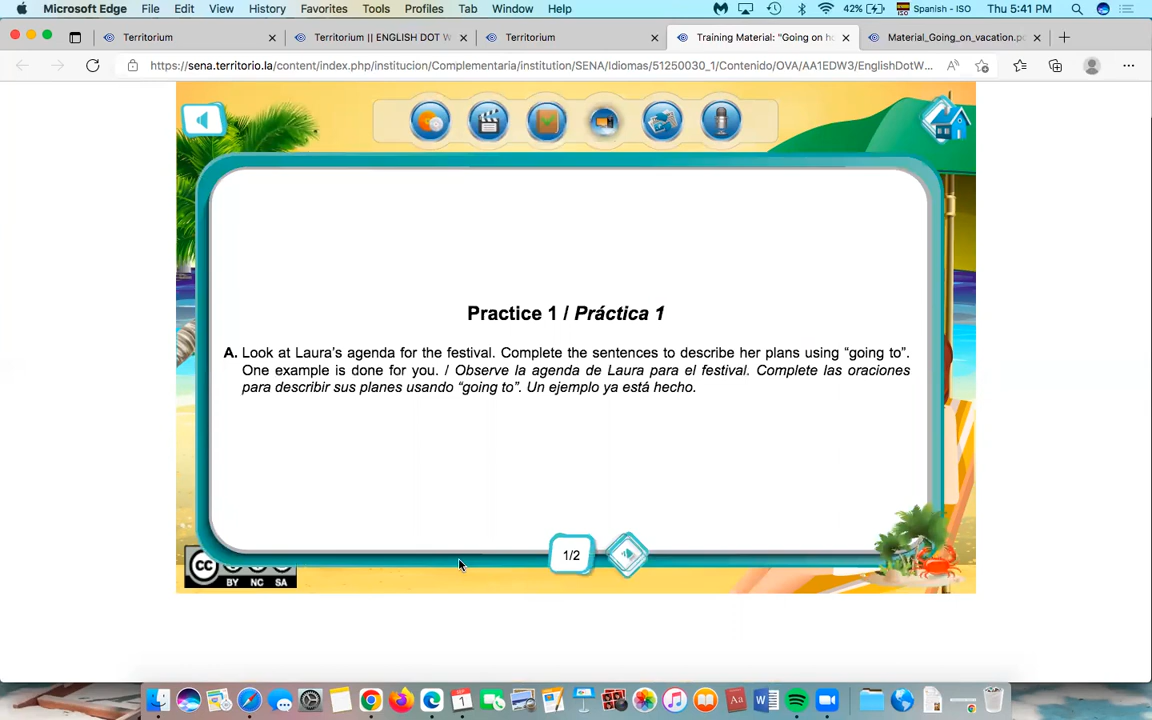 Microsoft Edge File Edit View History Favorites Tools Profiles Tab Window Help 42% Spanish - ISO Thu 5:41 PM
Territorium Territorium || ENGLISH DOT W Territorium Training Material: "Going on ho Material_Going_on_vacation.pd
https://sena.territorio.la/content/index.php/institucion/Complementaria/institution/SENA/Idiomas/51250030_1/Contenido/OVA/AA1EDW3/EnglishDotW...
Practice 1 / Práctica 1
A. Look at Laura's agenda for the festival. Complete the sentences to describe her plans using “going to”.
One example is done for you. / Observe la agenda de Laura para el festival. Complete las oraciones
para describir sus planes usando “going to”. Un ejemplo ya está hecho.
1/2
CC
BY NC SA